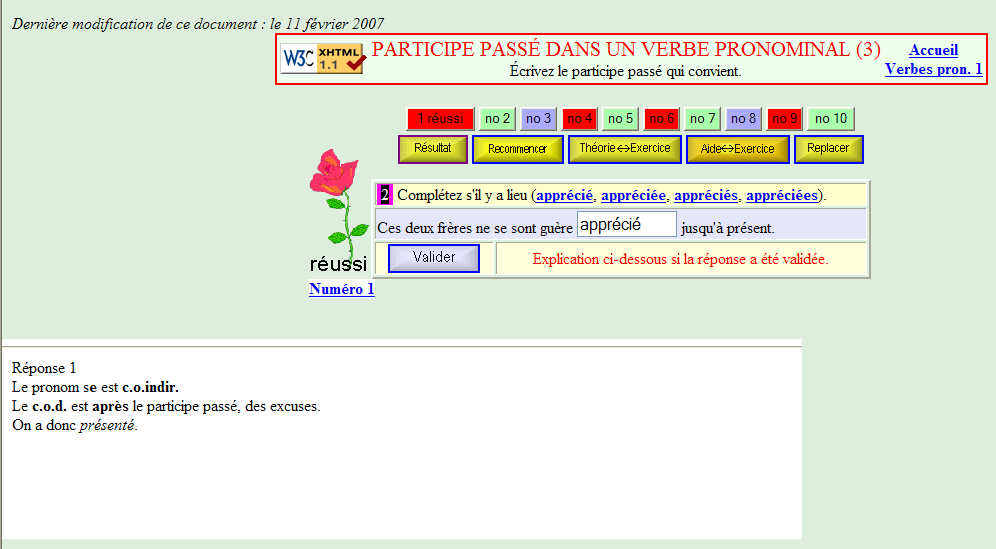 Dernière modification de ce document : le 11 février 2007
W3C XHTML 1.1
PARTICIPE PASSÉ DANS UN VERBE PRONOMINAL (3)
Écrivez le participe passé qui convient.
Accueil
Verbes pron. 1
1 réussi no 2 no 3 no 4 no 5 no 6 no 7 no 8 no 9 no 10
Résultat Recommencer Théorie<->Exercice Aide<->Exercice Replacer
2 Complétez s'il y a lieu (apprécié, appréciée, appréciés, appréciées).
Ces deux frères ne se sont guère apprécié jusqu'à présent.
Valider Explication ci-dessous si la réponse a été validée.
réussi
Numéro 1
Réponse 1
Le pronom se est c.o.indir.
Le c.o.d. est après le participe passé, des excuses.
On a donc présenté.